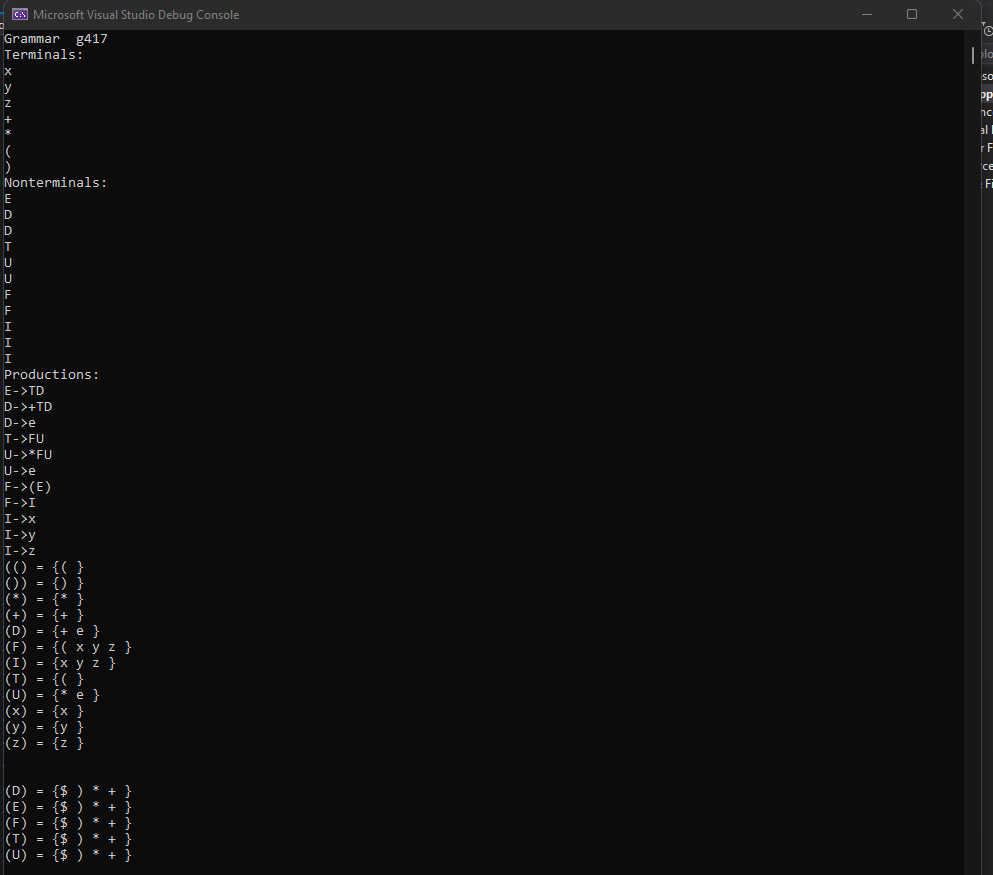 Microsoft Visual Studio Debug Console
Grammar  g417
Terminals:
x
y
z
+
*
(
)
Nonterminals:
E
D
D
T
U
U
F
F
I
I
I
Productions:
E->TD
D->+TD
D->e
T->FU
U->*FU
U->e
F->(E)
F->I
I->x
I->y
I->z
(() = {( }
()) = {) }
(*) = {* }
(+) = {+ }
(D) = {+ e }
(F) = {( x y z }
(I) = {x y z }
(T) = {( }
(U) = {* e }
(x) = {x }
(y) = {y }
(z) = {z }
(D) = {$ ) * + }
(E) = {$ ) * + }
(F) = {$ ) * + }
(T) = {$ ) * + }
(U) = {$ ) * + }